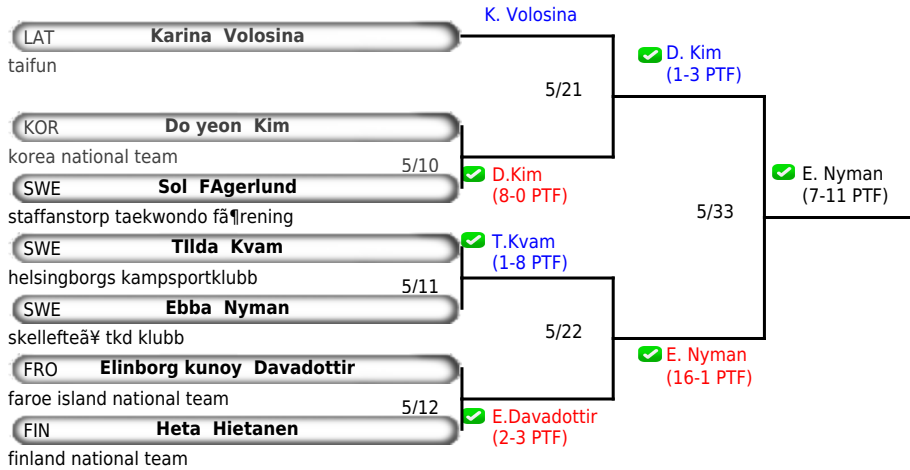 K. Volosina
LAT Karina Volosina
taifun
D. Kim
(1-3 PTF)
5/21
KOR Do yeon Kim
korea national team
5/10
D.Kim
(8-0 PTF)
SWE Sol FAgerlund
staffanstorp taekwondo fã¶rening
E. Nyman
(7-11 PTF)
5/33
SWE TIlda Kvam
helsingborgs kampsportklubb
T.Kvam
(1-8 PTF)
5/11
SWE Ebba Nyman
skellefteã¥ tkd klubb
5/22
FRO Elinborg kunoy Davadottir
faroe island national team
E. Nyman
(16-1 PTF)
5/12
E.Davadottir
(2-3 PTF)
FIN Heta Hietanen
finland national team